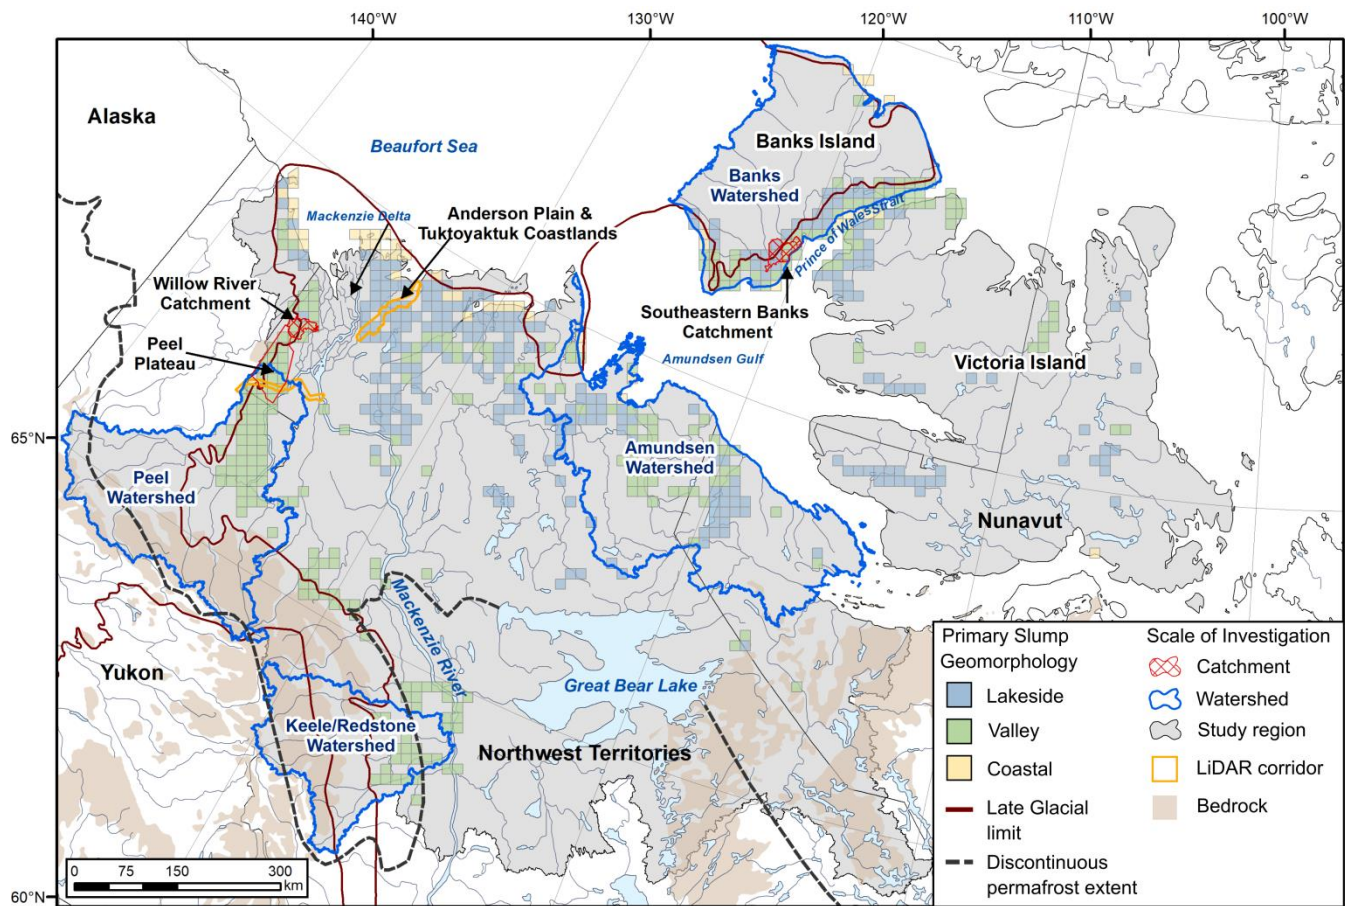 140°W
130°W
120°W
110°W
100°W
Alaska
Beaufort Sea
Banks Island
Banks
Watershed
Mackenzie Delta
Anderson Plain &
Tuktoyaktuk Coastlands
Prince of Wales Strait
Willow River
Catchment
Southeastern Banks
Catchment
Peel
Plateau
Amundsen Gulf
Victoria Island
65°N
Amundsen
Watershed
Peel
Watershed
Nunavut
Mackenzie River
Yukon
Great Bear Lake
Keele/Redstone
Watershed
Northwest Territories
60°N
0 75 150 300
km
Primary Slump
Geomorphology
Lakeside
Valley
Coastal
Late Glacial
limit
Discontinuous
permafrost extent
Scale of Investigation
Catchment
Watershed
Study region
LiDAR corridor
Bedrock